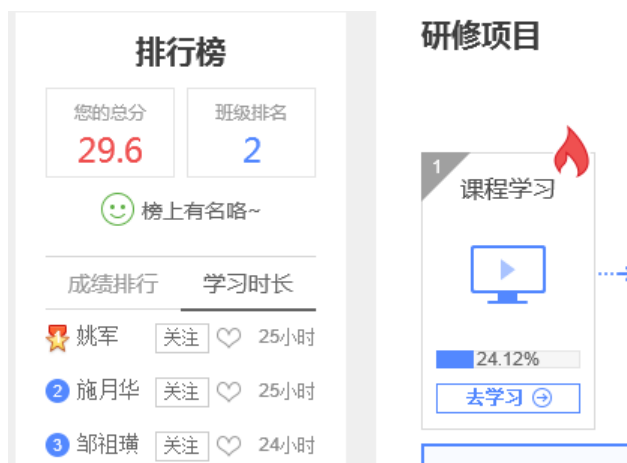 排行榜
您的总分 班级排名
29.6 2
榜上有名咯~
成绩排行 学习时长
姚军 关注 25小时
2 施月华 关注 25小时
3 邹祖璜 关注 24小时
研修项目
1
课程学习
24.12%
去学习